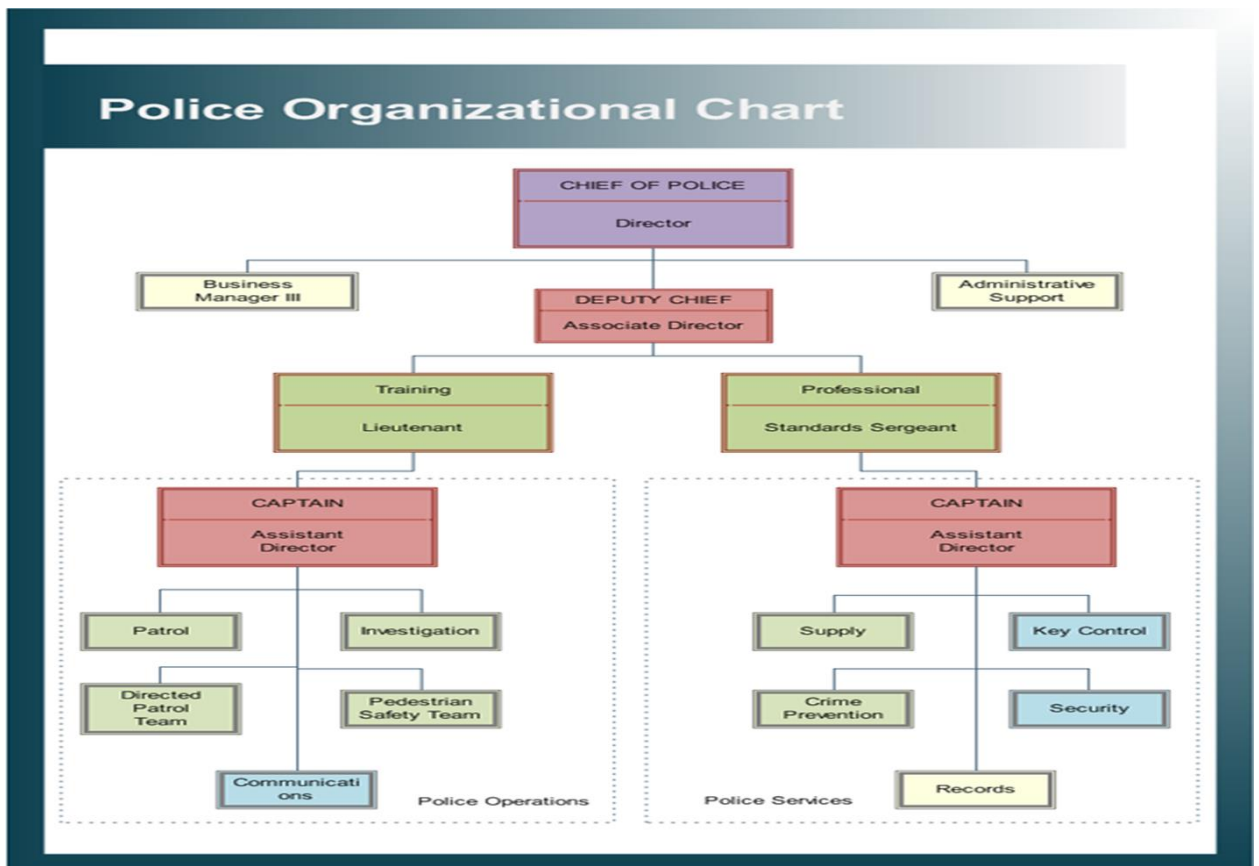 Police Organizational Chart
CHIEF OF POLICE
Director
Business
Manager III
Administrative
Support
DEPUTY CHIEF
Associate Director
Training
Lieutenant
Professional
Standards Sergeant
CAPTAIN
Assistant
Director
CAPTAIN
Assistant
Director
Patrol
Investigation
Directed
Patrol
Team
Pedestrian
Safety Team
Communicati
ons
Police Operations
Supply
Key Control
Crime
Prevention
Security
Police Services
Records